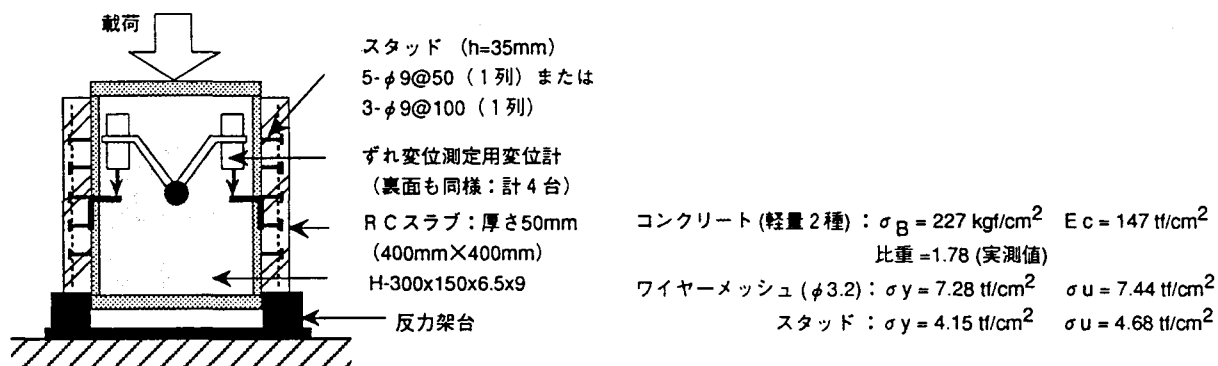 載荷
スタッド (h=35mm)
5-φ9@50 (1列) または
3-φ9@100 (1列)
ずれ変位測定用変位計
(裏面も同様：計4台)
RCスラブ：厚さ50mm
(400mm×400mm)
H-300x150x6.5x9
反力架台
コンクリート (軽量2種)：σB = 227 kgf/cm2 Ec = 147 tf/cm2
比重 =1.78 (実測値)
ワイヤーメッシュ (φ3.2)：σy = 7.28 tf/cm2 σu = 7.44 tf/cm2
スタッド：σy = 4.15 tf/cm2 σu = 4.68 tf/cm2